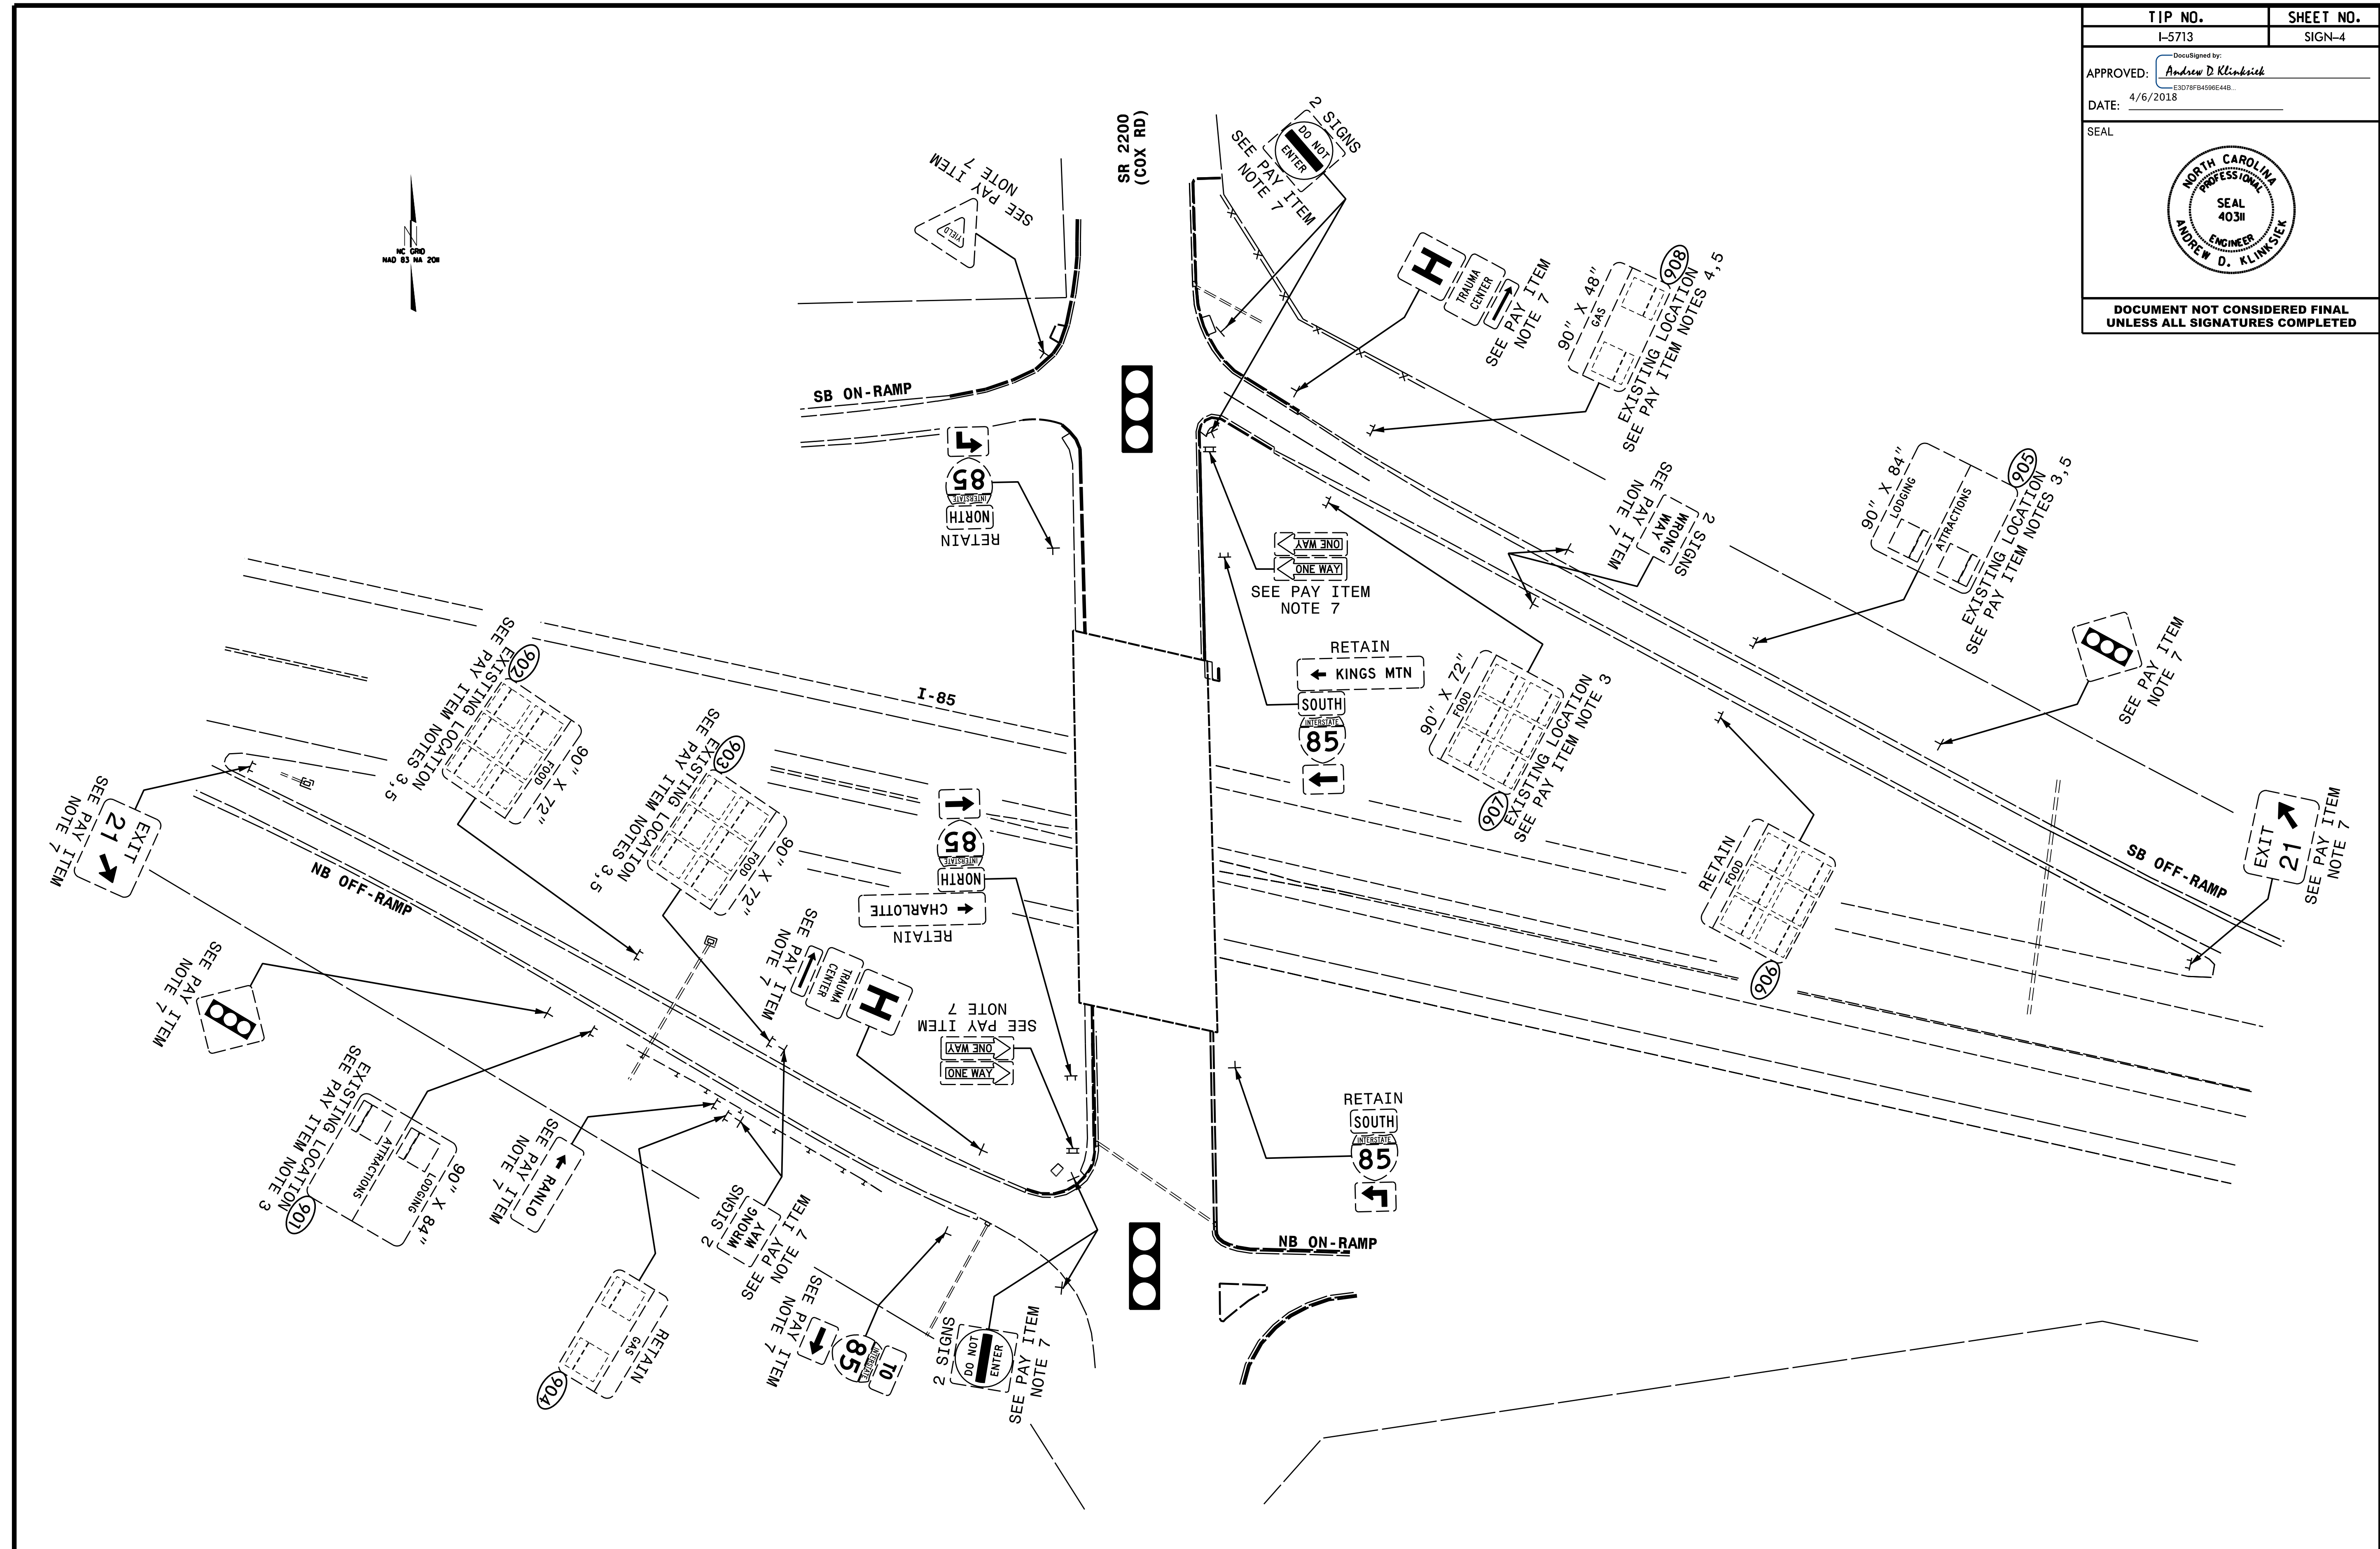 TIP NO.
SHEET NO.
I-5713
SIGN-4
DocuSigned by:
APPROVED: Andrew D. Klinksiek
E3D78FB4596E44B...
DATE: 4/6/2018
SEAL
NORTH CAROLINA
PROFESSIONAL
SEAL
40311
ENGINEER
ANDREW D. KLINKSIEK
DOCUMENT NOT CONSIDERED FINAL
UNLESS ALL SIGNATURES COMPLETED
NC GRID
NAD 83 NA 2011
SR 2200
(COX RD)
SEE PAY ITEM
NOTE 7
YIELD
2 SIGNS
DO NOT
ENTER
SEE PAY ITEM
NOTE 7
H
TRAUMA
CENTER
SEE PAY ITEM
NOTE 7
908
90" X 48"
GAS
EXISTING LOCATION
SEE PAY ITEM NOTES 4,5
SB ON-RAMP
85
INTERSTATE
NORTH
RETAIN
905
90" X 84"
LODGING
ATTRACTIONS
EXISTING LOCATION
SEE PAY ITEM NOTES 3,5
2 SIGNS
WRONG
WAY
SEE PAY ITEM
NOTE 7
ONE WAY
ONE WAY
SEE PAY ITEM
NOTE 7
RETAIN
KINGS MTN
SOUTH
INTERSTATE
85
90" X 72"
FOOD
EXISTING LOCATION
SEE PAY ITEM NOTE 3
907
SEE PAY ITEM
NOTE 7
902
90" X 72"
FOOD
EXISTING LOCATION
SEE PAY
ITEM NOTES 3,5
I-85
903
90" X 72"
FOOD
EXISTING LOCATION
SEE PAY ITEM NOTES 3,5
EXIT
21
SEE PAY ITEM
NOTE 7
NB OFF-RAMP
85
INTERSTATE
NORTH
CHARLOTTE
RETAIN
RETAIN
FOOD
906
SB OFF-RAMP
EXIT
21
SEE PAY ITEM
NOTE 7
SEE PAY ITEM
NOTE 7
H
TRAUMA
CENTER
SEE PAY ITEM
NOTE 7
SEE PAY ITEM
NOTE 7
ONE WAY
ONE WAY
90" X 84"
LODGING
ATTRACTIONS
EXISTING LOCATION
SEE PAY ITEM NOTE 3
901
RANLO
SEE PAY ITEM
NOTE 7
2 SIGNS
WRONG
WAY
SEE PAY ITEM
NOTE 7
RETAIN
SOUTH
INTERSTATE
85
NB ON-RAMP
RETAIN
GAS
904
TO
INTERSTATE
85
SEE PAY ITEM
NOTE 7
2 SIGNS
DO NOT
ENTER
SEE PAY ITEM
NOTE 7